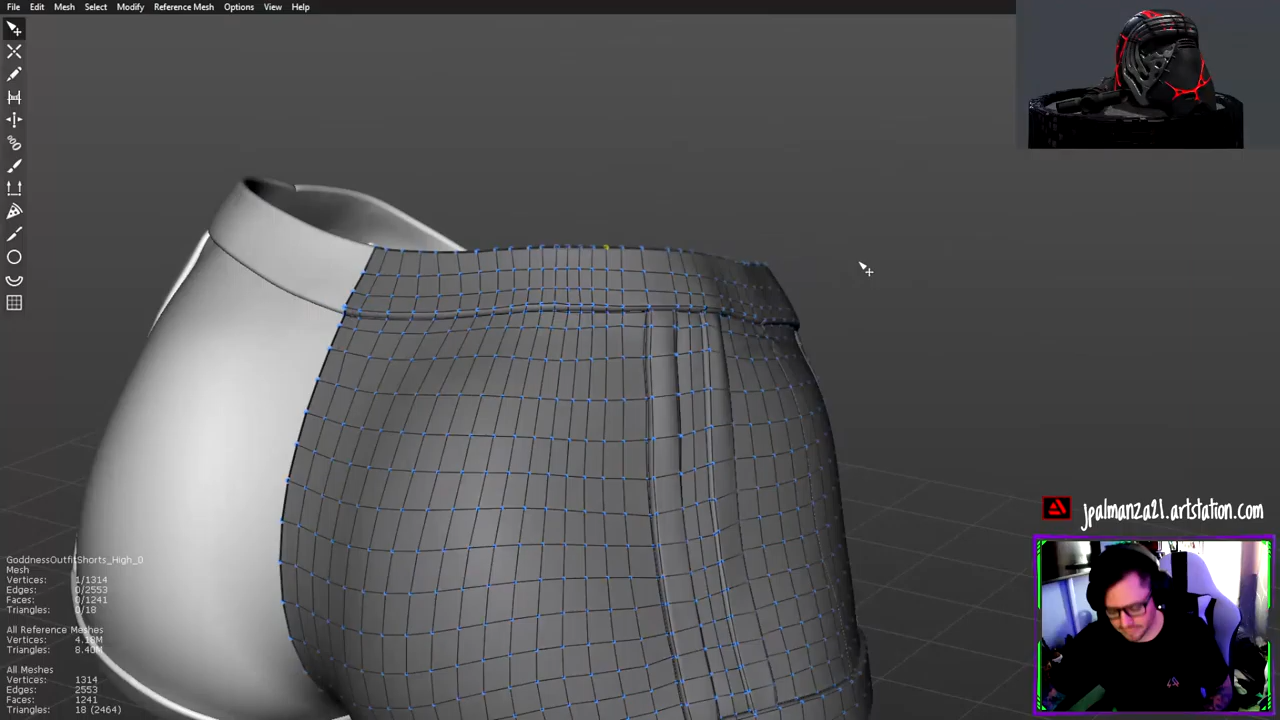 File Edit Mesh Select Modify Reference Mesh Options View Help
GoddnessOutfitShorts_High_0
Mesh
Vertices: 1/1314
Edges: 0/2553
Faces: 0/1241
Triangles: 0/18
All Reference Meshes
Vertices: 4.18M
Triangles: 8.40M
All Meshes
Vertices: 1314
Edges: 2553
Faces: 1241
Triangles: 18 (2464)
jpalmanza21.artstation.com